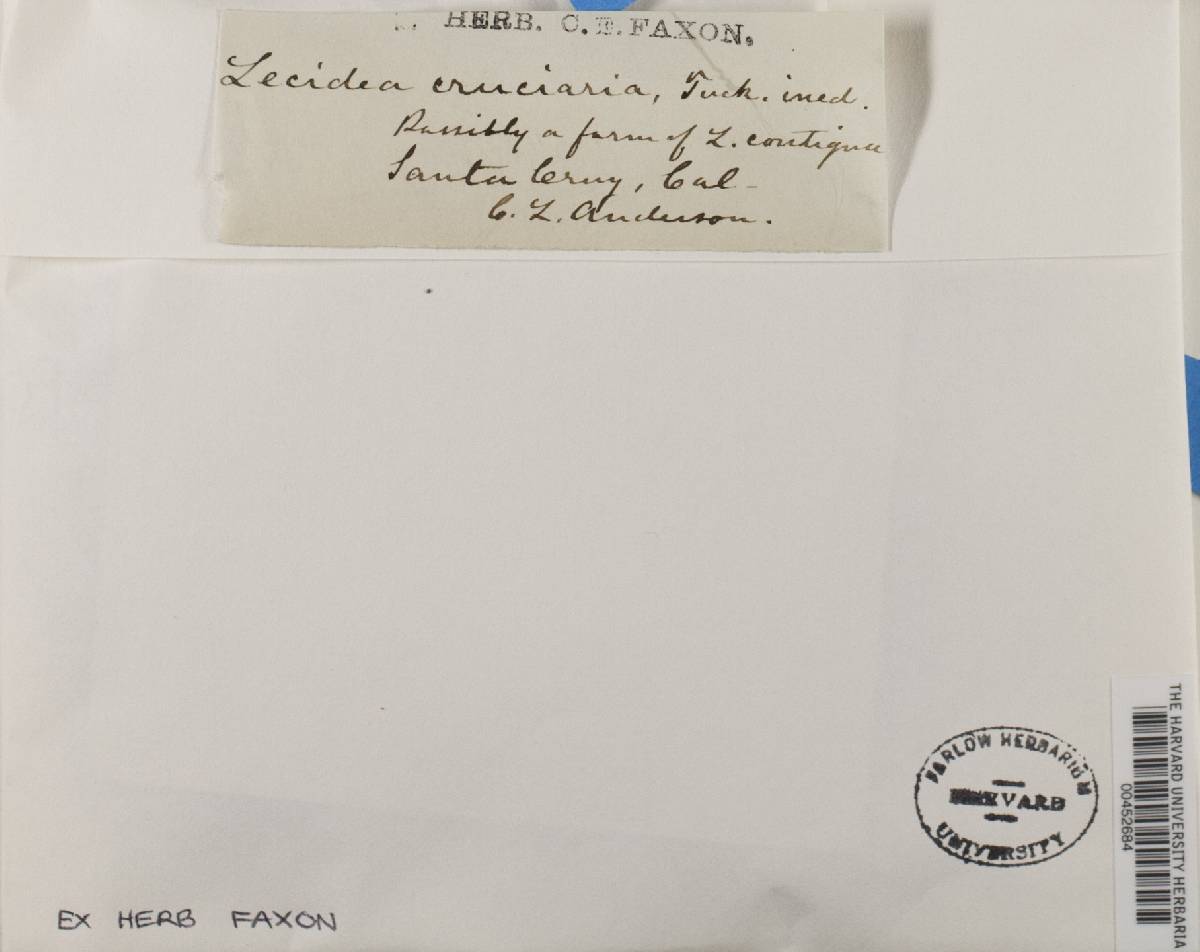 HERB. C. E. FAXON.
Lecidea cruciaria, Tuck. ined.
Possibly a form of L. contigua
Santa Cruz, Cal-
C. L. Anderson.
FARLOW HERBARIUM
HARVARD
UNIVERSITY
THE HARVARD UNIVERSITY HERBARIA
00452684
EX HERB FAXON